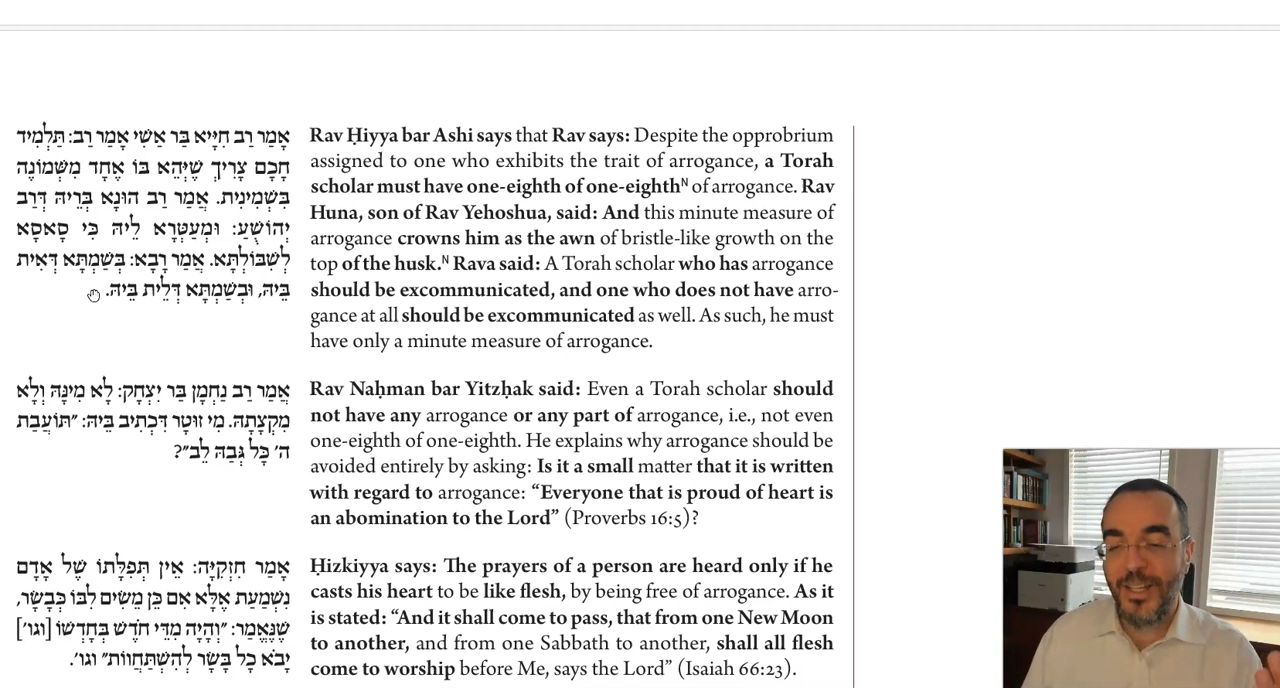 אָמַר רַב חִיָּיא בַּר אַשִׁי אָמַר רַב: תַּלְמִיד
חָכָם צָרִיךְ שֶׁיְּהֵא בּוֹ אֶחָד מִשְּׁמוֹנֶה
בִּשְׁמִינִית. אֲמַר רַב הוּנָא בְּרֵיהּ דְּרַב
יְהוֹשֻׁעַ: וּמְעַטְּרָא לֵיהּ כִּי סָאסָא
לְשִׁבּוֹלְתָּא. אֲמַר רָבָא: בְּשַׁמְתָּא דְּאִית
בֵּיהּ, וּבְשַׁמְתָּא דְּלֵית בֵּיהּ.
Rav Ḥiyya bar Ashi says that Rav says: Despite the opprobrium
assigned to one who exhibits the trait of arrogance, a Torah
scholar must have one-eighth of one-eighthᴺ of arrogance. Rav
Huna, son of Rav Yehoshua, said: And this minute measure of
arrogance crowns him as the awn of bristle-like growth on the
top of the husk.ᴺ Rava said: A Torah scholar who has arrogance
should be excommunicated, and one who does not have arro-
gance at all should be excommunicated as well. As such, he must
have only a minute measure of arrogance.
אֲמַר רַב נַחְמָן בַּר יִצְחָק: לָא מִינַּהּ וְלָא
מִקְצָתָהּ. מִי זוּטַר דִּכְתִיב בֵּיהּ: ״תּוֹעֲבַת
ה׳ כָּל גְּבַהּ לֵב״?
Rav Naḥman bar Yitzḥak said: Even a Torah scholar should
not have any arrogance or any part of arrogance, i.e., not even
one-eighth of one-eighth. He explains why arrogance should be
avoided entirely by asking: Is it a small matter that it is written
with regard to arrogance: “Everyone that is proud of heart is
an abomination to the Lord” (Proverbs 16:5)?
אָמַר חִזְקִיָּה: אֵין תְּפִלָּתוֹ שֶׁל אָדָם
נִשְׁמַעַת אֶלָּא אִם כֵּן מֵשִׂים לִבּוֹ כְּבָשָׂר,
שֶׁנֶּאֱמַר: ״וְהָיָה מִדֵּי חֹדֶשׁ בְּחָדְשׁוֹ [וגו׳]
יָבֹא כָל בָּשָׂר לְהִשְׁתַּחֲוֹות״ וגו׳.
Ḥizkiyya says: The prayers of a person are heard only if he
casts his heart to be like flesh, by being free of arrogance. As it
is stated: “And it shall come to pass, that from one New Moon
to another, and from one Sabbath to another, shall all flesh
come to worship before Me, says the Lord” (Isaiah 66:23).